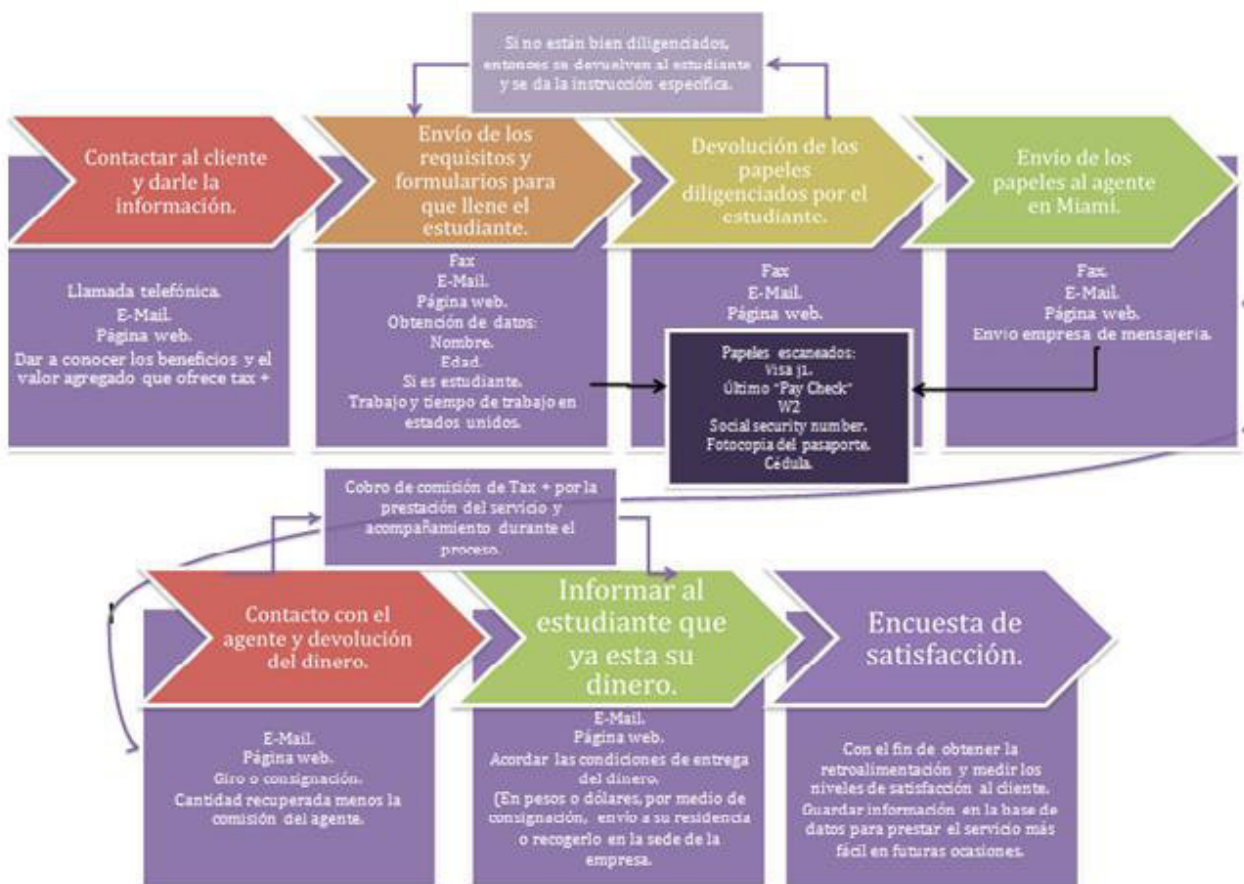 Si no están bien diligenciados,
entonces se devuelven al estudiante
y se da la instrucción específica.
Contactar al cliente
y darle la
información.
Envío de los
requisitos y
formularios para
que llene el
estudiante.
Devolución de los
papeles
diligenciados por el
estudiante.
Envío de los
papeles al agente
en Miami.
Llamada telefónica.
E-Mail.
Página web.
Dar a conocer los beneficios y el
valor agregado que ofrece tax +
Fax
E-Mail.
Página web.
Obtención de datos:
Nombre.
Edad.
Si es estudiante.
Trabajo y tiempo de trabajo en
estados unidos.
Fax
E-Mail.
Página web.
Papeles escaneados:
Visa j1.
Último "Pay Check"
W2
Social security number.
Fotocopia del pasaporte.
Cédula.
Fax.
E-Mail.
Página web.
Envio empresa de mensajería.
Cobro de comisión de Tax + por la
prestación del servicio y
acompañamiento durante el
proceso.
Contacto con el
agente y devolución
del dinero.
Informar al
estudiante que
ya esta su
dinero.
Encuesta de
satisfacción.
E-Mail.
Página web.
Giro o consignación.
Cantidad recuperada menos la
comisión del agente.
E-Mail.
Página web.
Acordar las condiciones de entrega
del dinero.
(En pesos o dólares, por medio de
consignación, envío a su residencia
o recogerlo en la sede de la
empresa.
Con el fin de obtener la
retroalimentación y medir los
niveles de satisfacción al cliente.
Guardar información en la base de
datos para prestar el servicio más
fácil en futuras ocasiones.